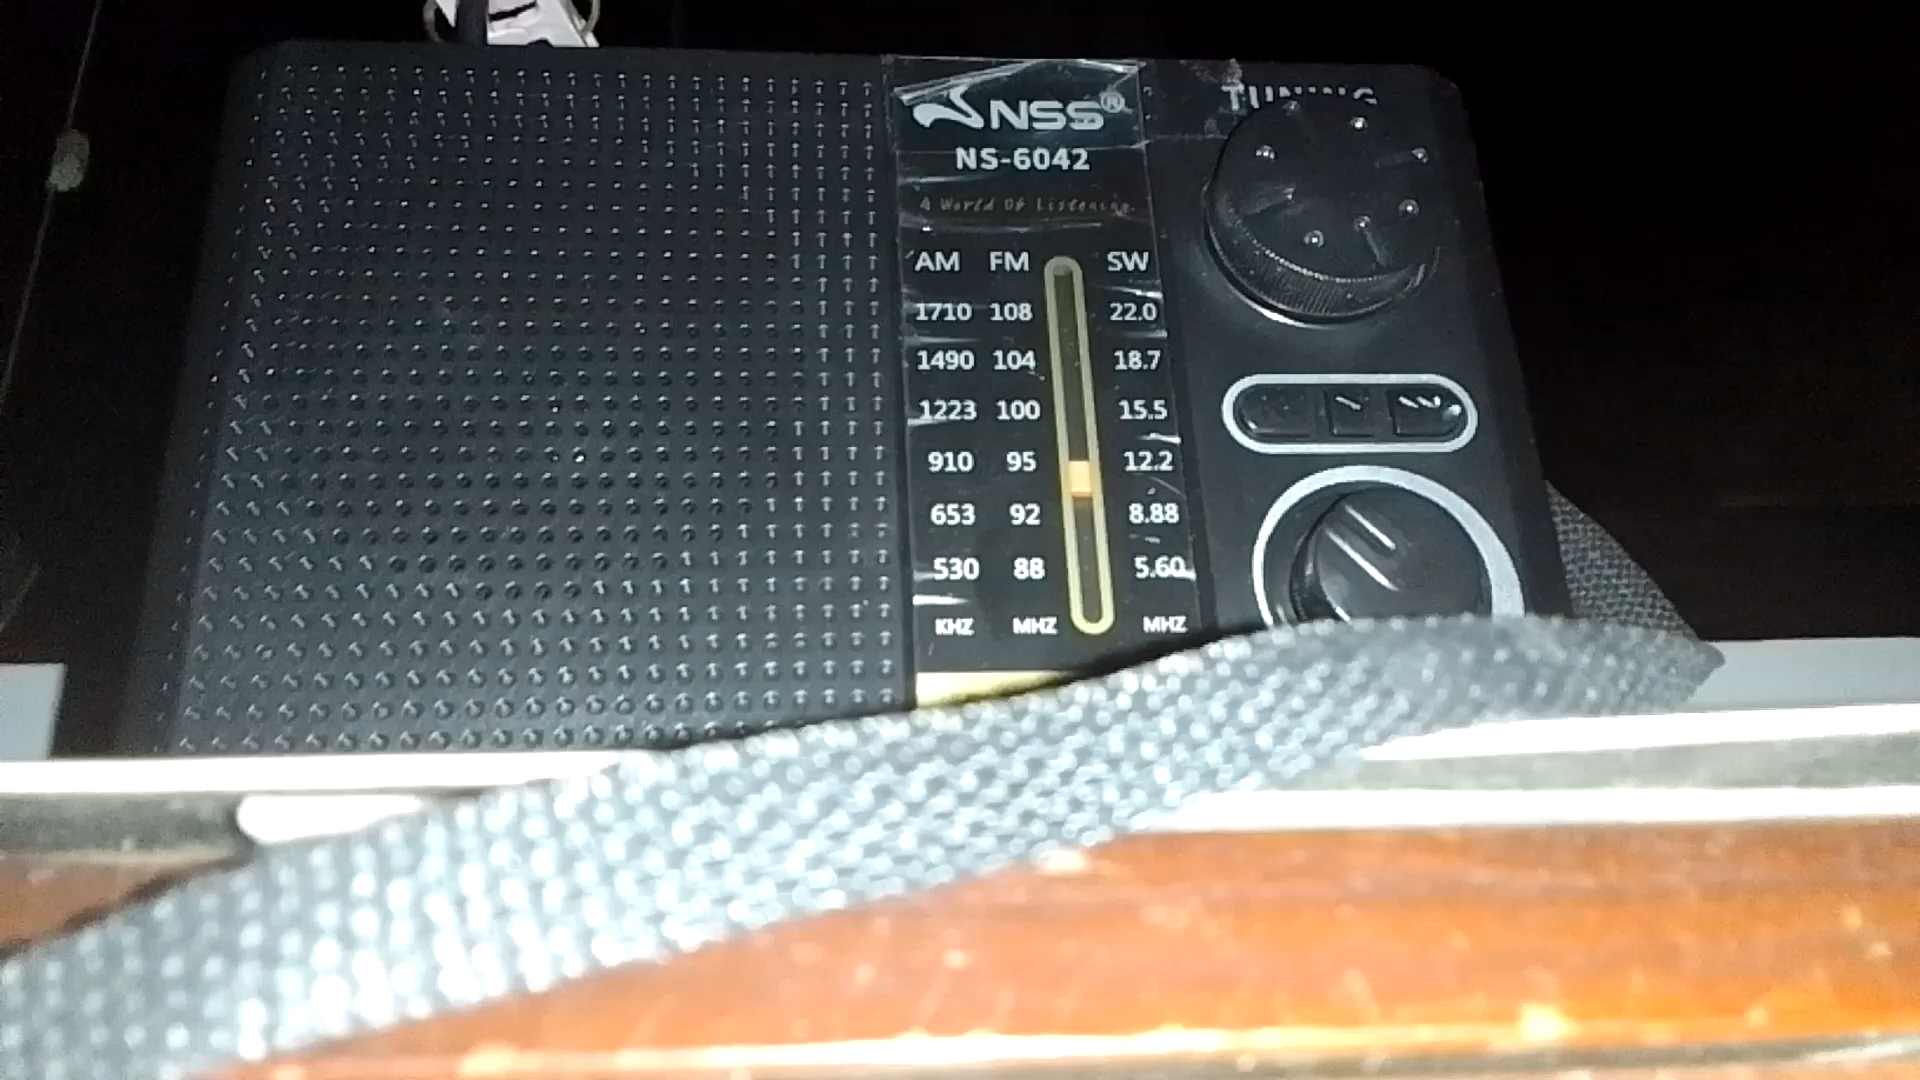 NSS®
NS-6042
A World Of Listening
TUNING
AM FM SW
1710 108 22.0
1490 104 18.7
1223 100 15.5
910 95 12.2
653 92 8.88
530 88 5.60
KHZ MHZ MHZ